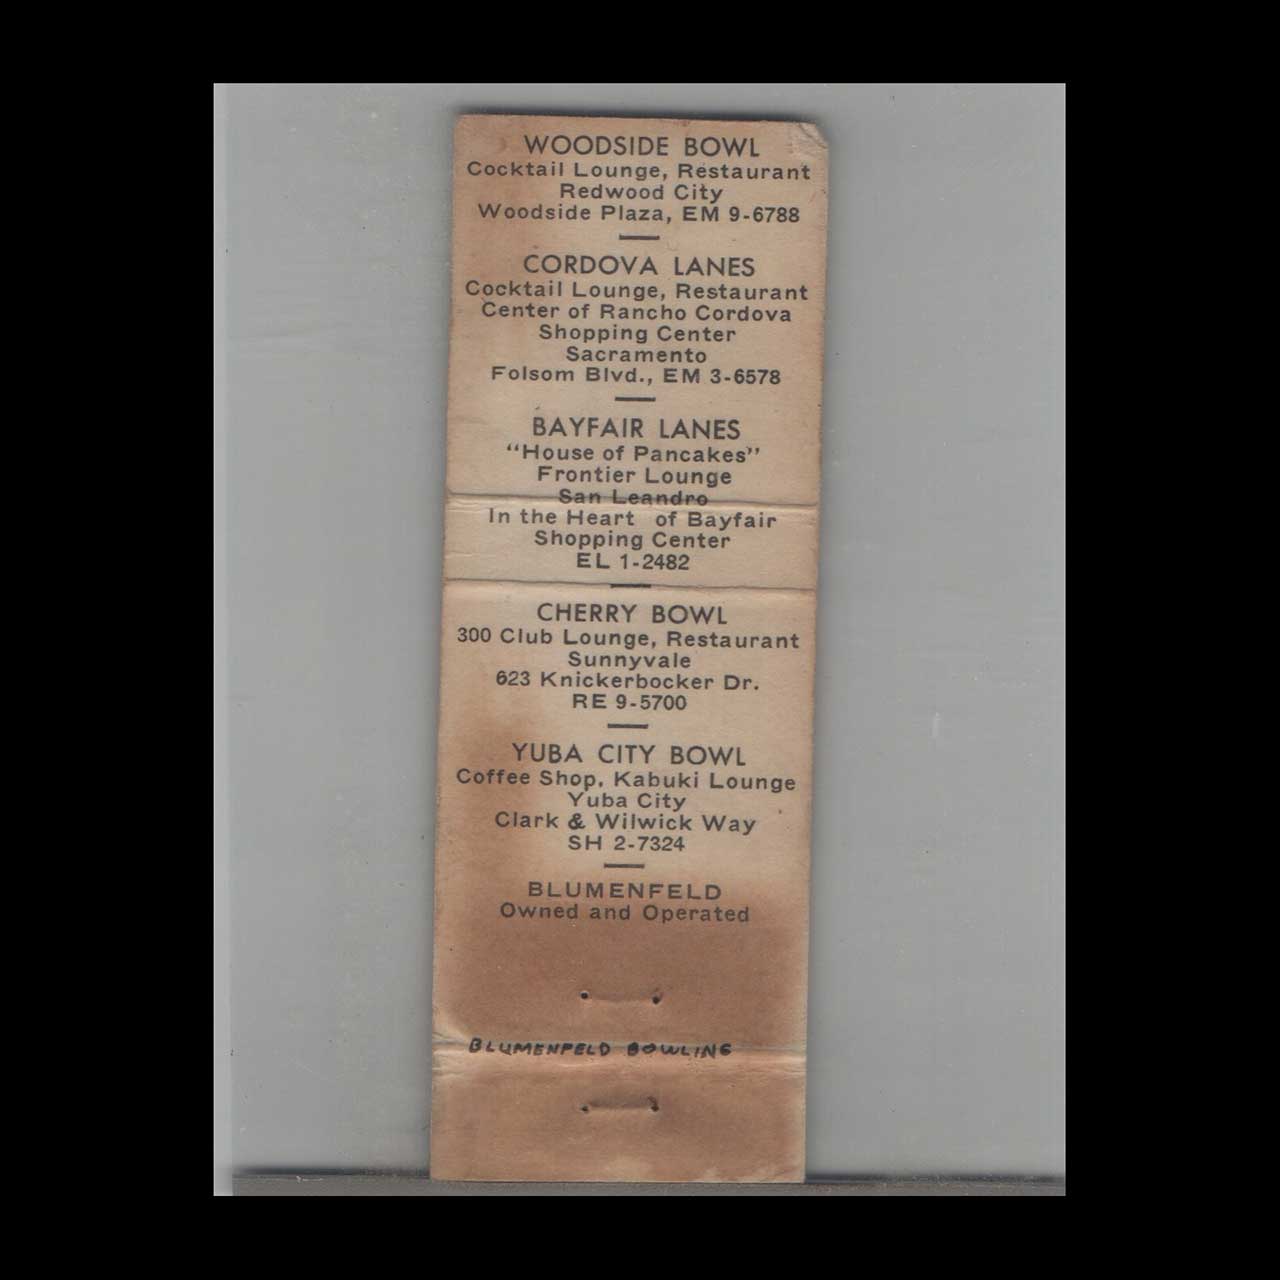 WOODSIDE BOWL
Cocktail Lounge, Restaurant
Redwood City
Woodside Plaza, EM 9-6788
CORDOVA LANES
Cocktail Lounge, Restaurant
Center of Rancho Cordova
Shopping Center
Sacramento
Folsom Blvd., EM 3-6578
BAYFAIR LANES
"House of Pancakes"
Frontier Lounge
San Leandro
In the Heart of Bayfair
Shopping Center
EL 1-2482
CHERRY BOWL
300 Club Lounge, Restaurant
Sunnyvale
623 Knickerbocker Dr.
RE 9-5700
YUBA CITY BOWL
Coffee Shop, Kabuki Lounge
Yuba City
Clark & Wilwick Way
SH 2-7324
BLUMENFELD
Owned and Operated
BLUMENFELD BOWLING